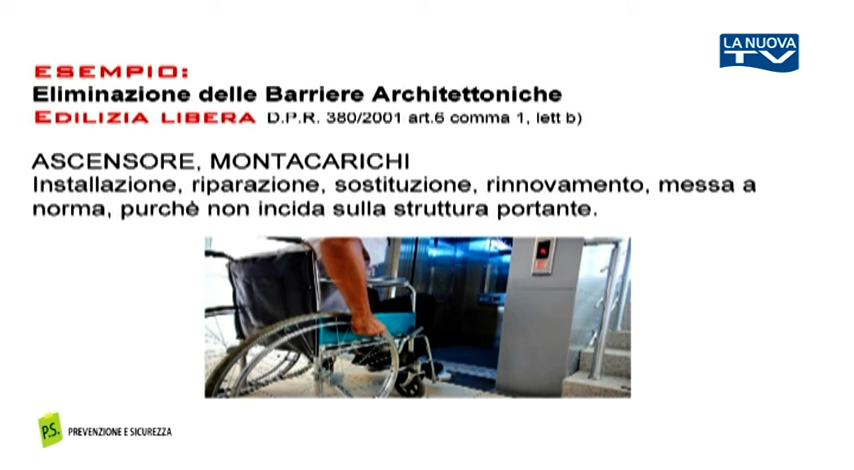 LA NUOVA
TV
ESEMPIO:
Eliminazione delle Barriere Architettoniche
EDILIZIA LIBERA D.P.R. 380/2001 art.6 comma 1, lett b)
ASCENSORE, MONTACARICHI
Installazione, riparazione, sostituzione, rinnovamento, messa a
norma, purchè non incida sulla struttura portante.
P.S. PREVENZIONE E SICUREZZA